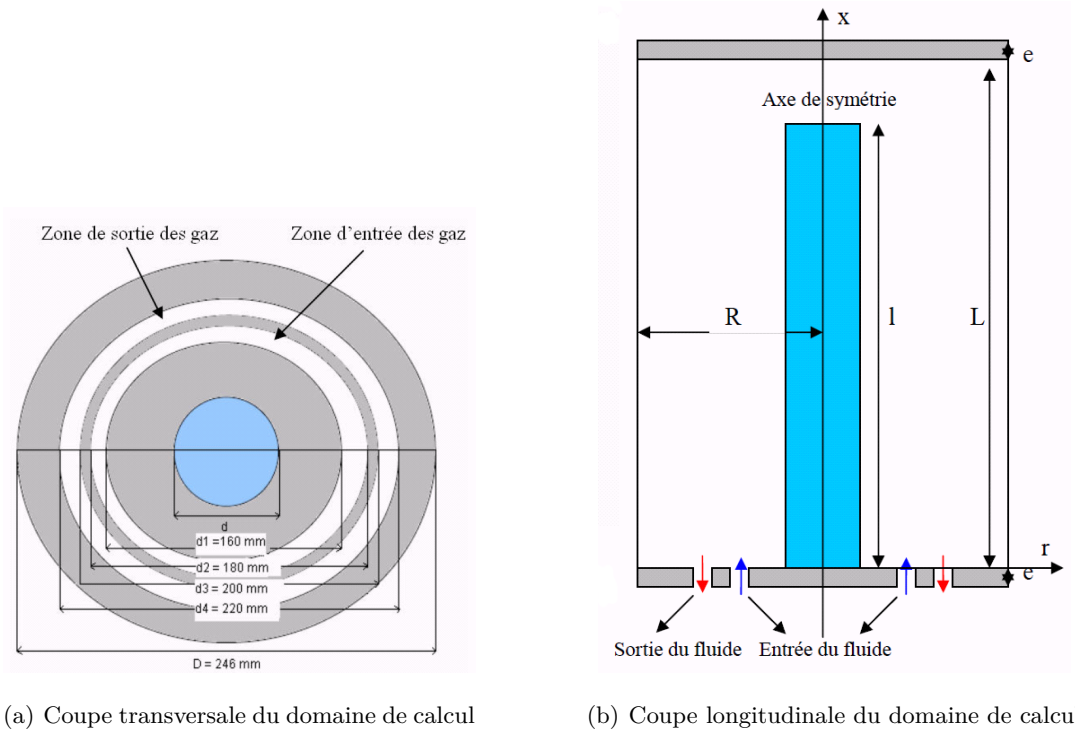 Zone de sortie des gaz
Zone d'entrée des gaz
d
d1 =160 mm
d2 = 180 mm
d3 = 200 mm
d4 = 220 mm
D = 246 mm
(a) Coupe transversale du domaine de calcul
x
e
Axe de symétrie
R
l
L
r
e
Sortie du fluide
Entrée du fluide
(b) Coupe longitudinale du domaine de calcu